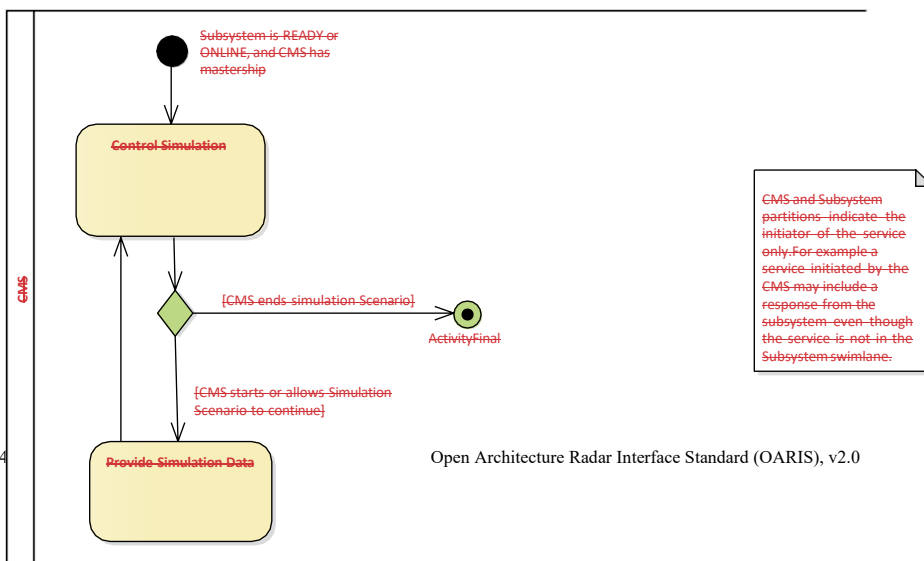 Subsystem is READY or
ONLINE, and CMS has
mastership
Control Simulation
CMS and Subsystem
partitions indicate the
initiator of the service
only.For example a
service initiated by the
CMS may include a
response from the
subsystem even though
the service is not in the
Subsystem swimlane.
CMS
[CMS ends simulation Scenario]
ActivityFinal
[CMS starts or allows Simulation
Scenario to continue]
Provide Simulation Data
4
Open Architecture Radar Interface Standard (OARIS), v2.0